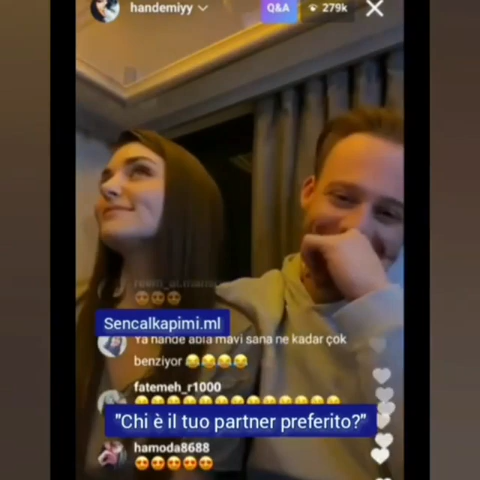 handemiyy
Q&A
279k
Sencalkapimi.ml
Ya hande abla mavi sana ne kadar çok
benziyor 😂😂😂😂
fatemeh_r1000
😂😂😂😂😂😂😂😂😂😂😂😂
"Chi è il tuo partner preferito?"
hamoda8688
😍😍😍😍😍